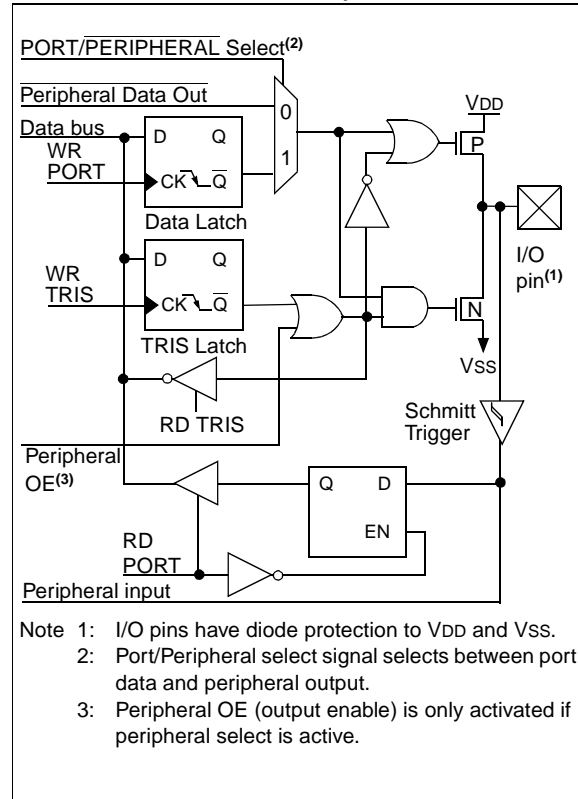 PORT/PERIPHERAL Select(2)
Peripheral Data Out
Data bus
WR
PORT
D Q
CK Q
Data Latch
0
1
VDD
P
I/O
pin(1)
WR
TRIS
D Q
CK Q
TRIS Latch
N
VSS
RD TRIS
Schmitt
Trigger
Peripheral
OE(3)
Q D
EN
RD
PORT
Peripheral input
Note 1: I/O pins have diode protection to VDD and VSS.
2: Port/Peripheral select signal selects between port
data and peripheral output.
3: Peripheral OE (output enable) is only activated if
peripheral select is active.